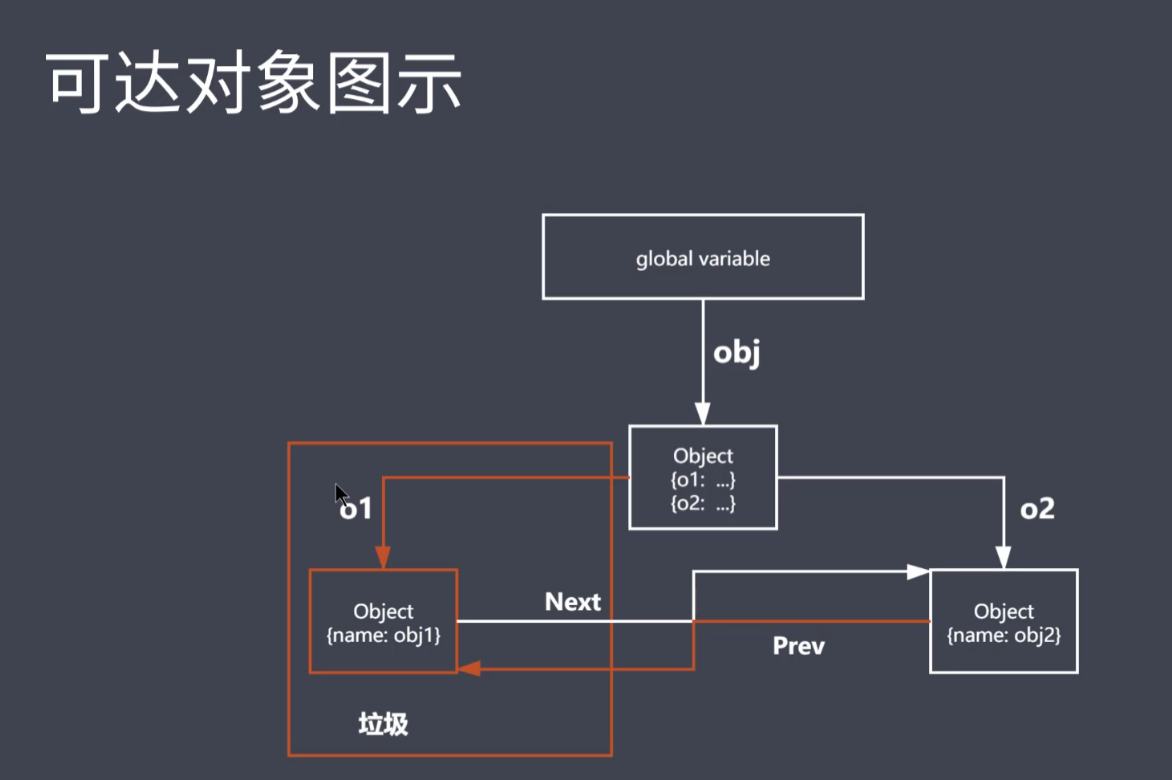 可达对象图示
global variable
obj
Object
{o1: ...}
{o2: ...}
o1
o2
Object
{name: obj1}
Next
Prev
Object
{name: obj2}
垃圾